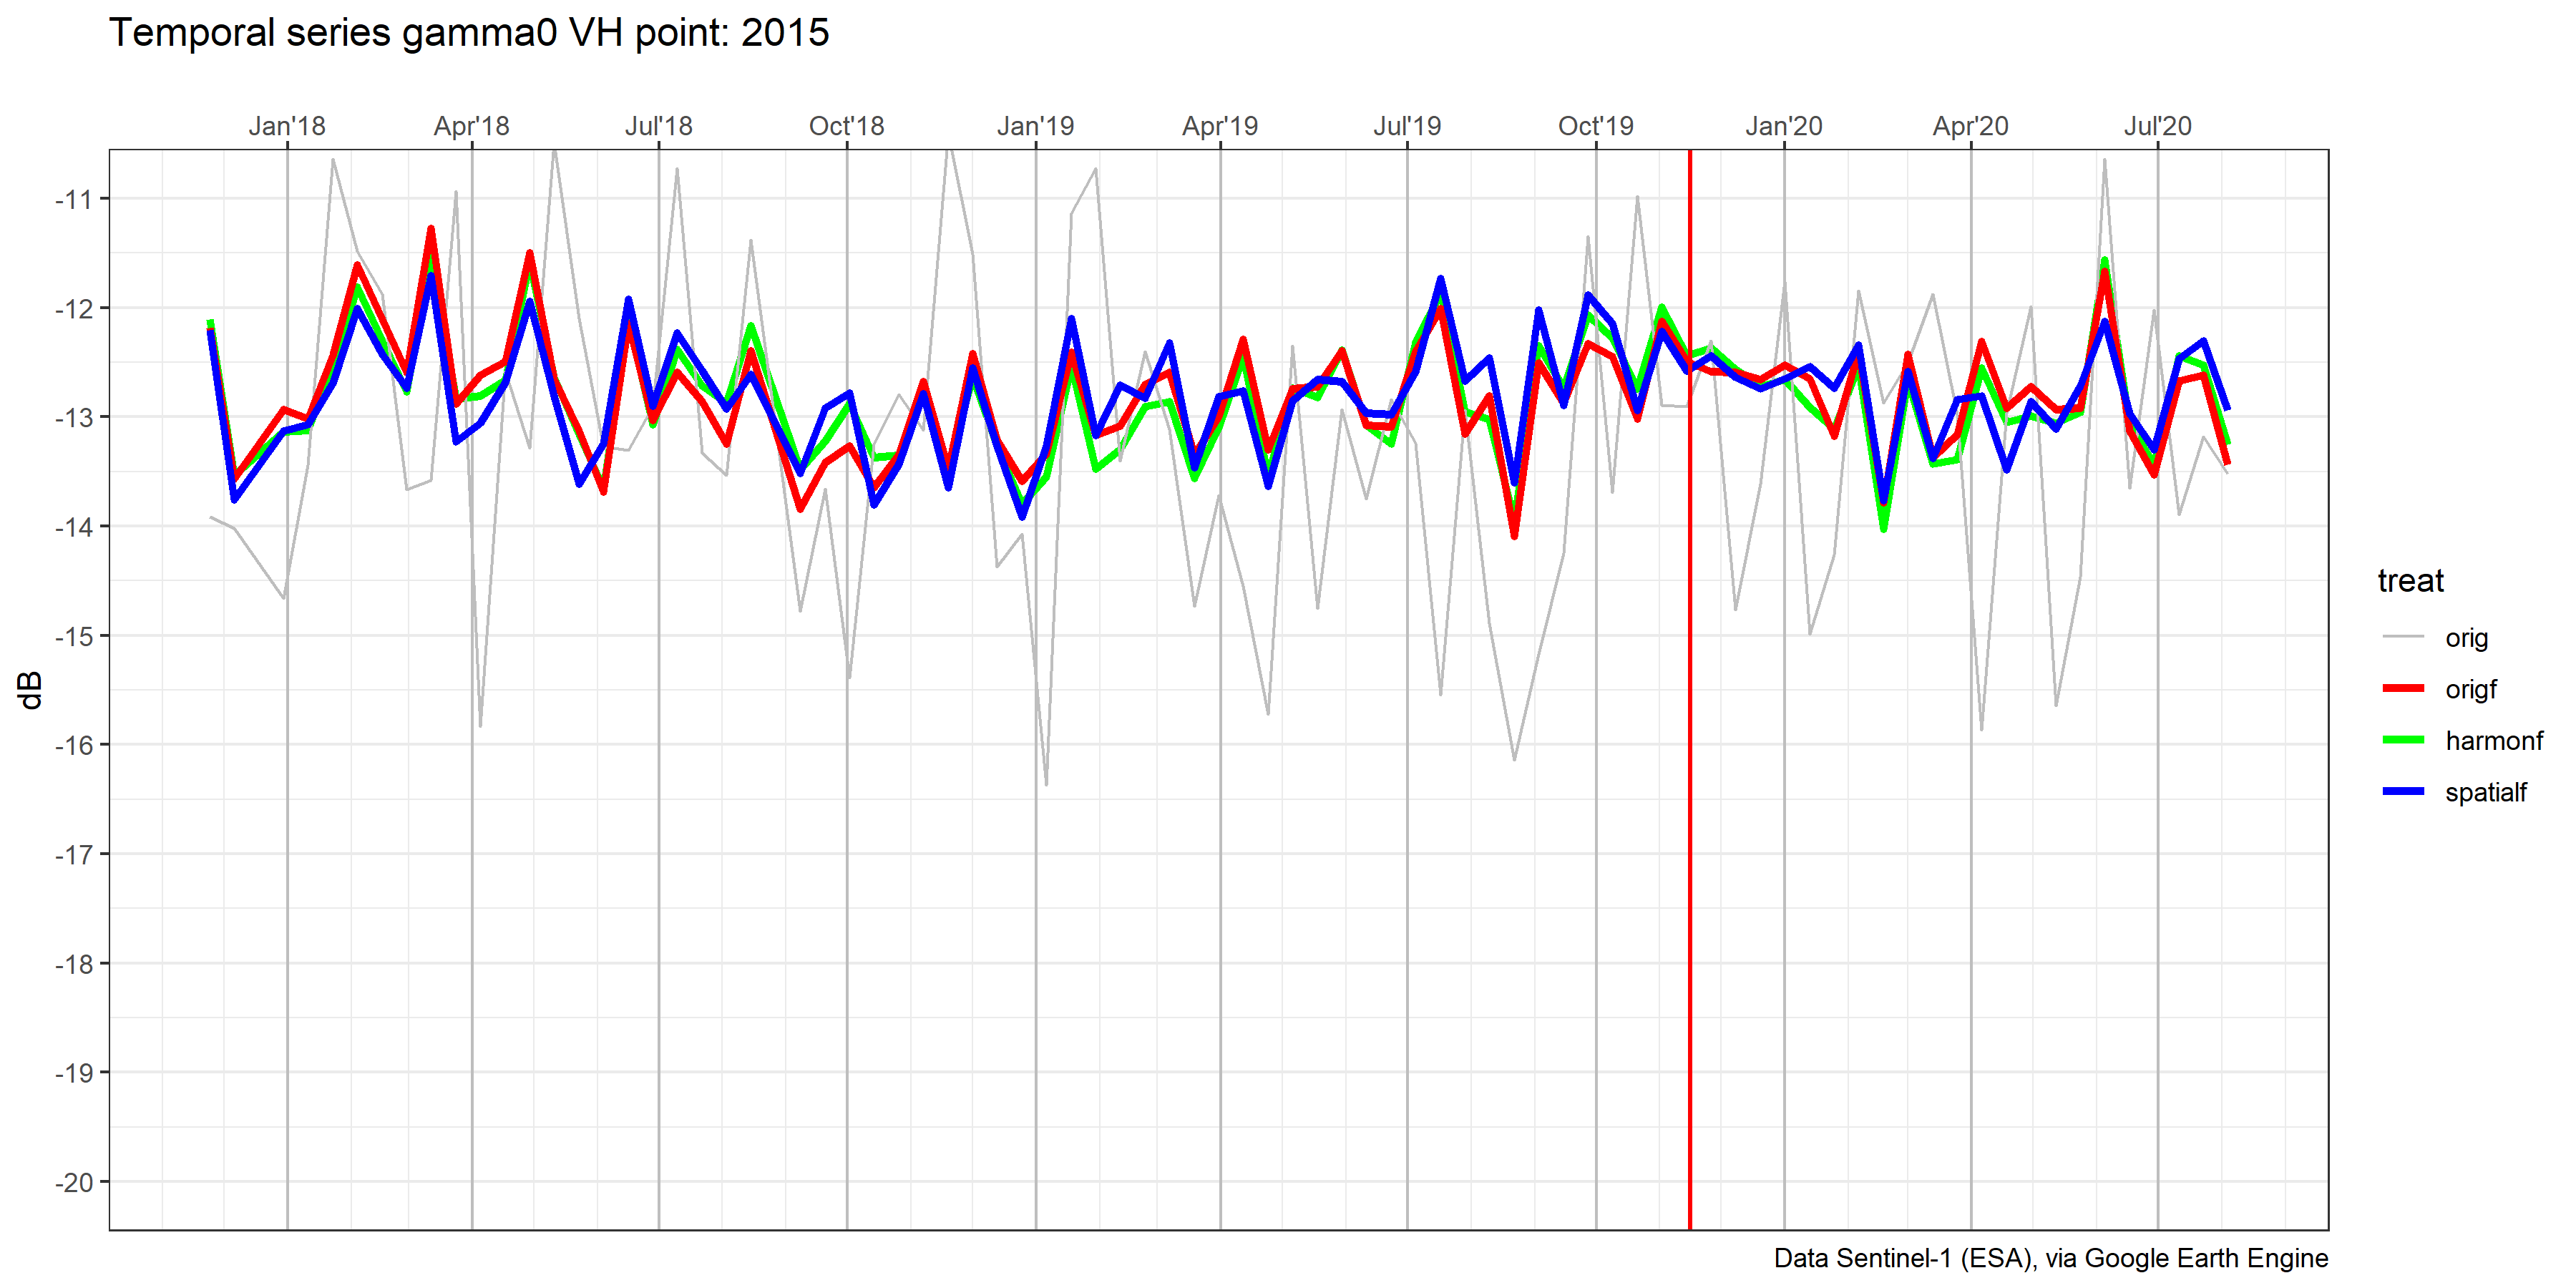 Temporal series gamma0 VH point: 2015
Jan'18 Apr'18 Jul'18 Oct'18 Jan'19 Apr'19 Jul'19 Oct'19 Jan'20 Apr'20 Jul'20
-11
-12
-13
-14
-15
-16
-17
-18
-19
-20
dB
treat
orig
origf
harmonf
spatialf
Data Sentinel-1 (ESA), via Google Earth Engine